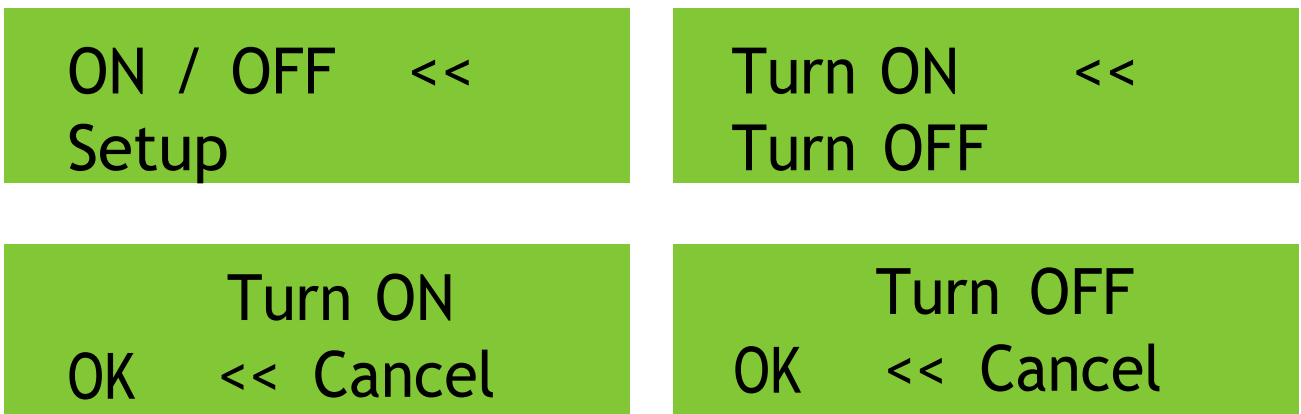 ON / OFF <<
Setup
Turn ON <<
Turn OFF
Turn ON
OK << Cancel
Turn OFF
OK << Cancel